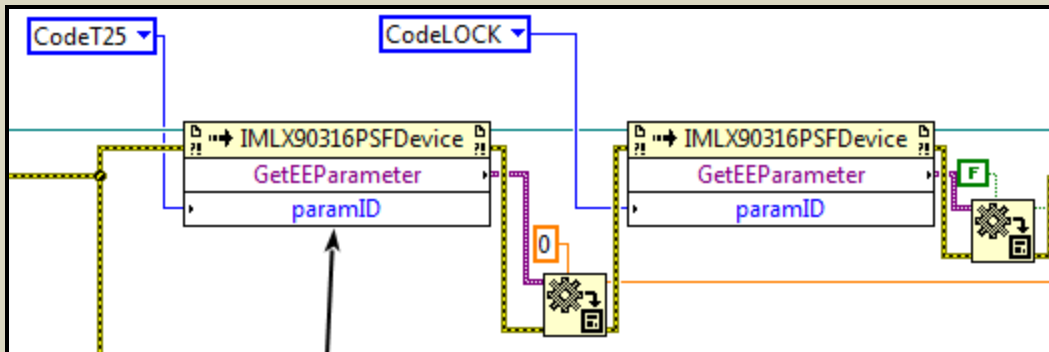 CodeT25
CodeLOCK
IMLX90316PSFDevice
GetEEParameter
paramID
0
IMLX90316PSFDevice
GetEEParameter
paramID
F